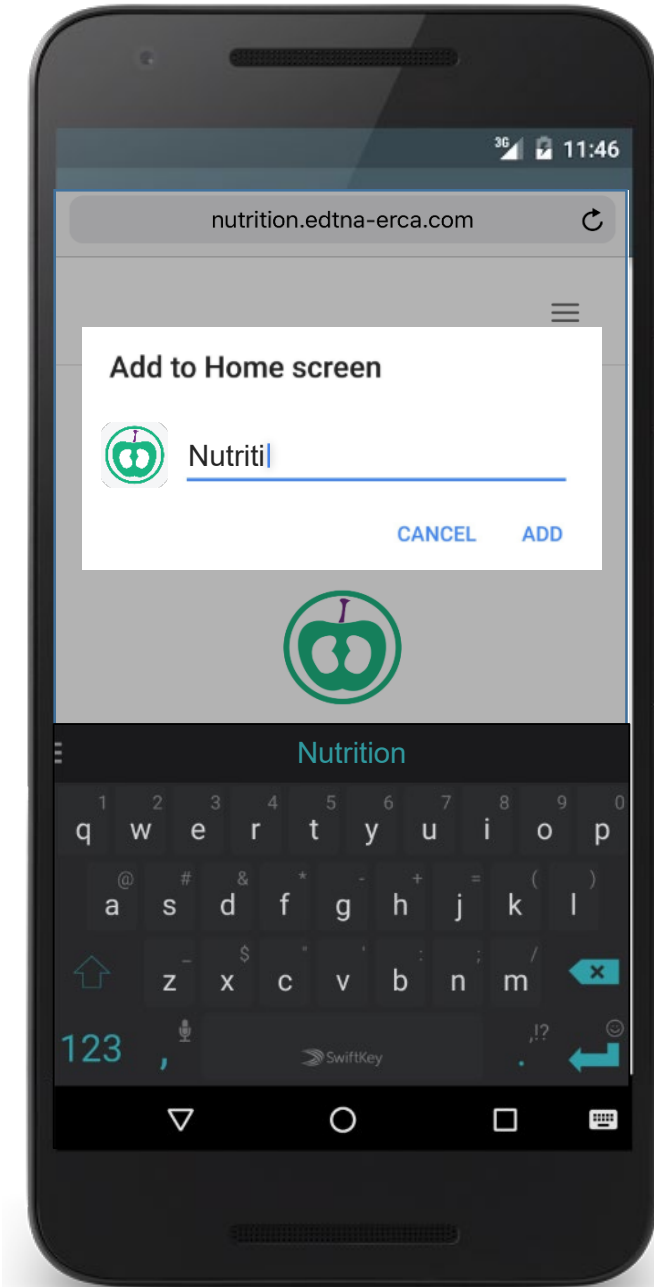 3G 11:46
nutrition.edtna-erca.com
Add to Home screen
Nutriti
CANCEL ADD
Nutrition
1 2 3 4 5 6 7 8 9 0
q w e r t y u i o p
@ # & * - + = ( )
a s d f g h j k l
_ $ " ' : ; /
z x c v b n m
123 , SwiftKey . ,!?